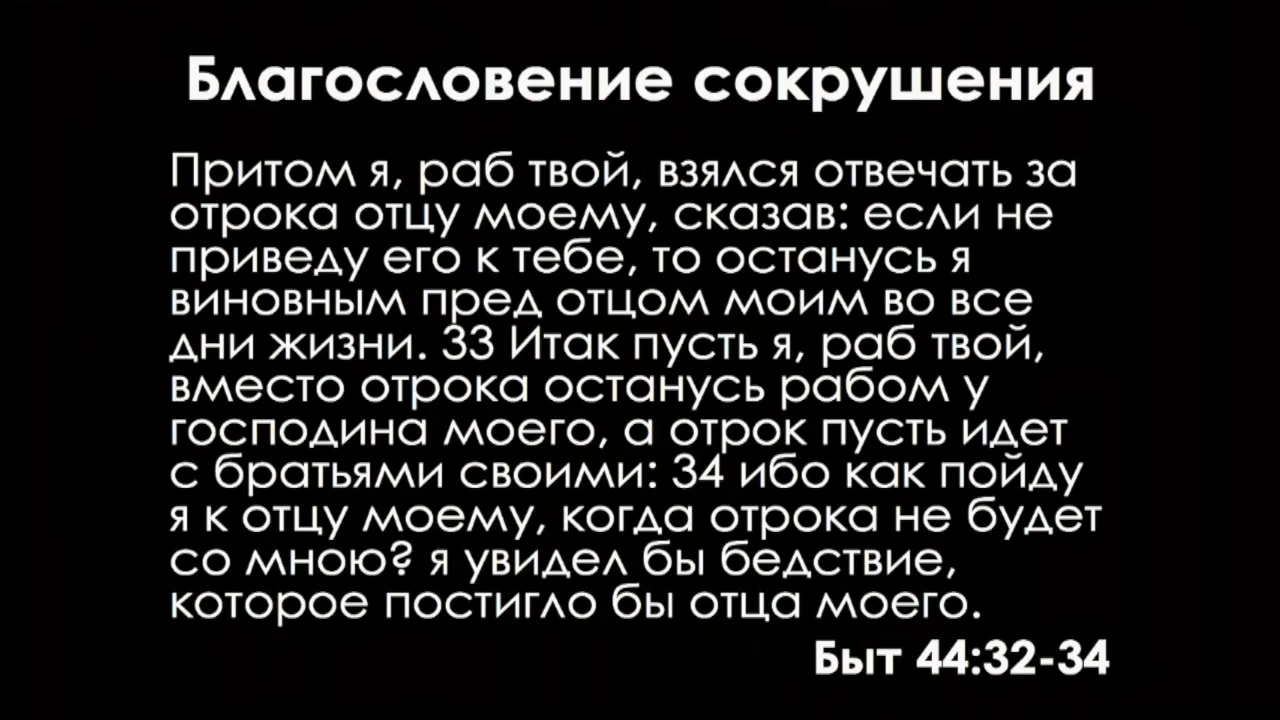 Благословение сокрушения
Притом я, раб твой, взялся отвечать за
отрока отцу моему, сказав: если не
приведу его к тебе, то останусь я
виновным пред отцом моим во все
дни жизни. 33 Итак пусть я, раб твой,
вместо отрока останусь рабом у
господина моего, а отрок пусть идет
с братьями своими: 34 ибо как пойду
я к отцу моему, когда отрока не будет
со мною? я увидел бы бедствие,
которое постигло бы отца моего.
Быт 44:32-34